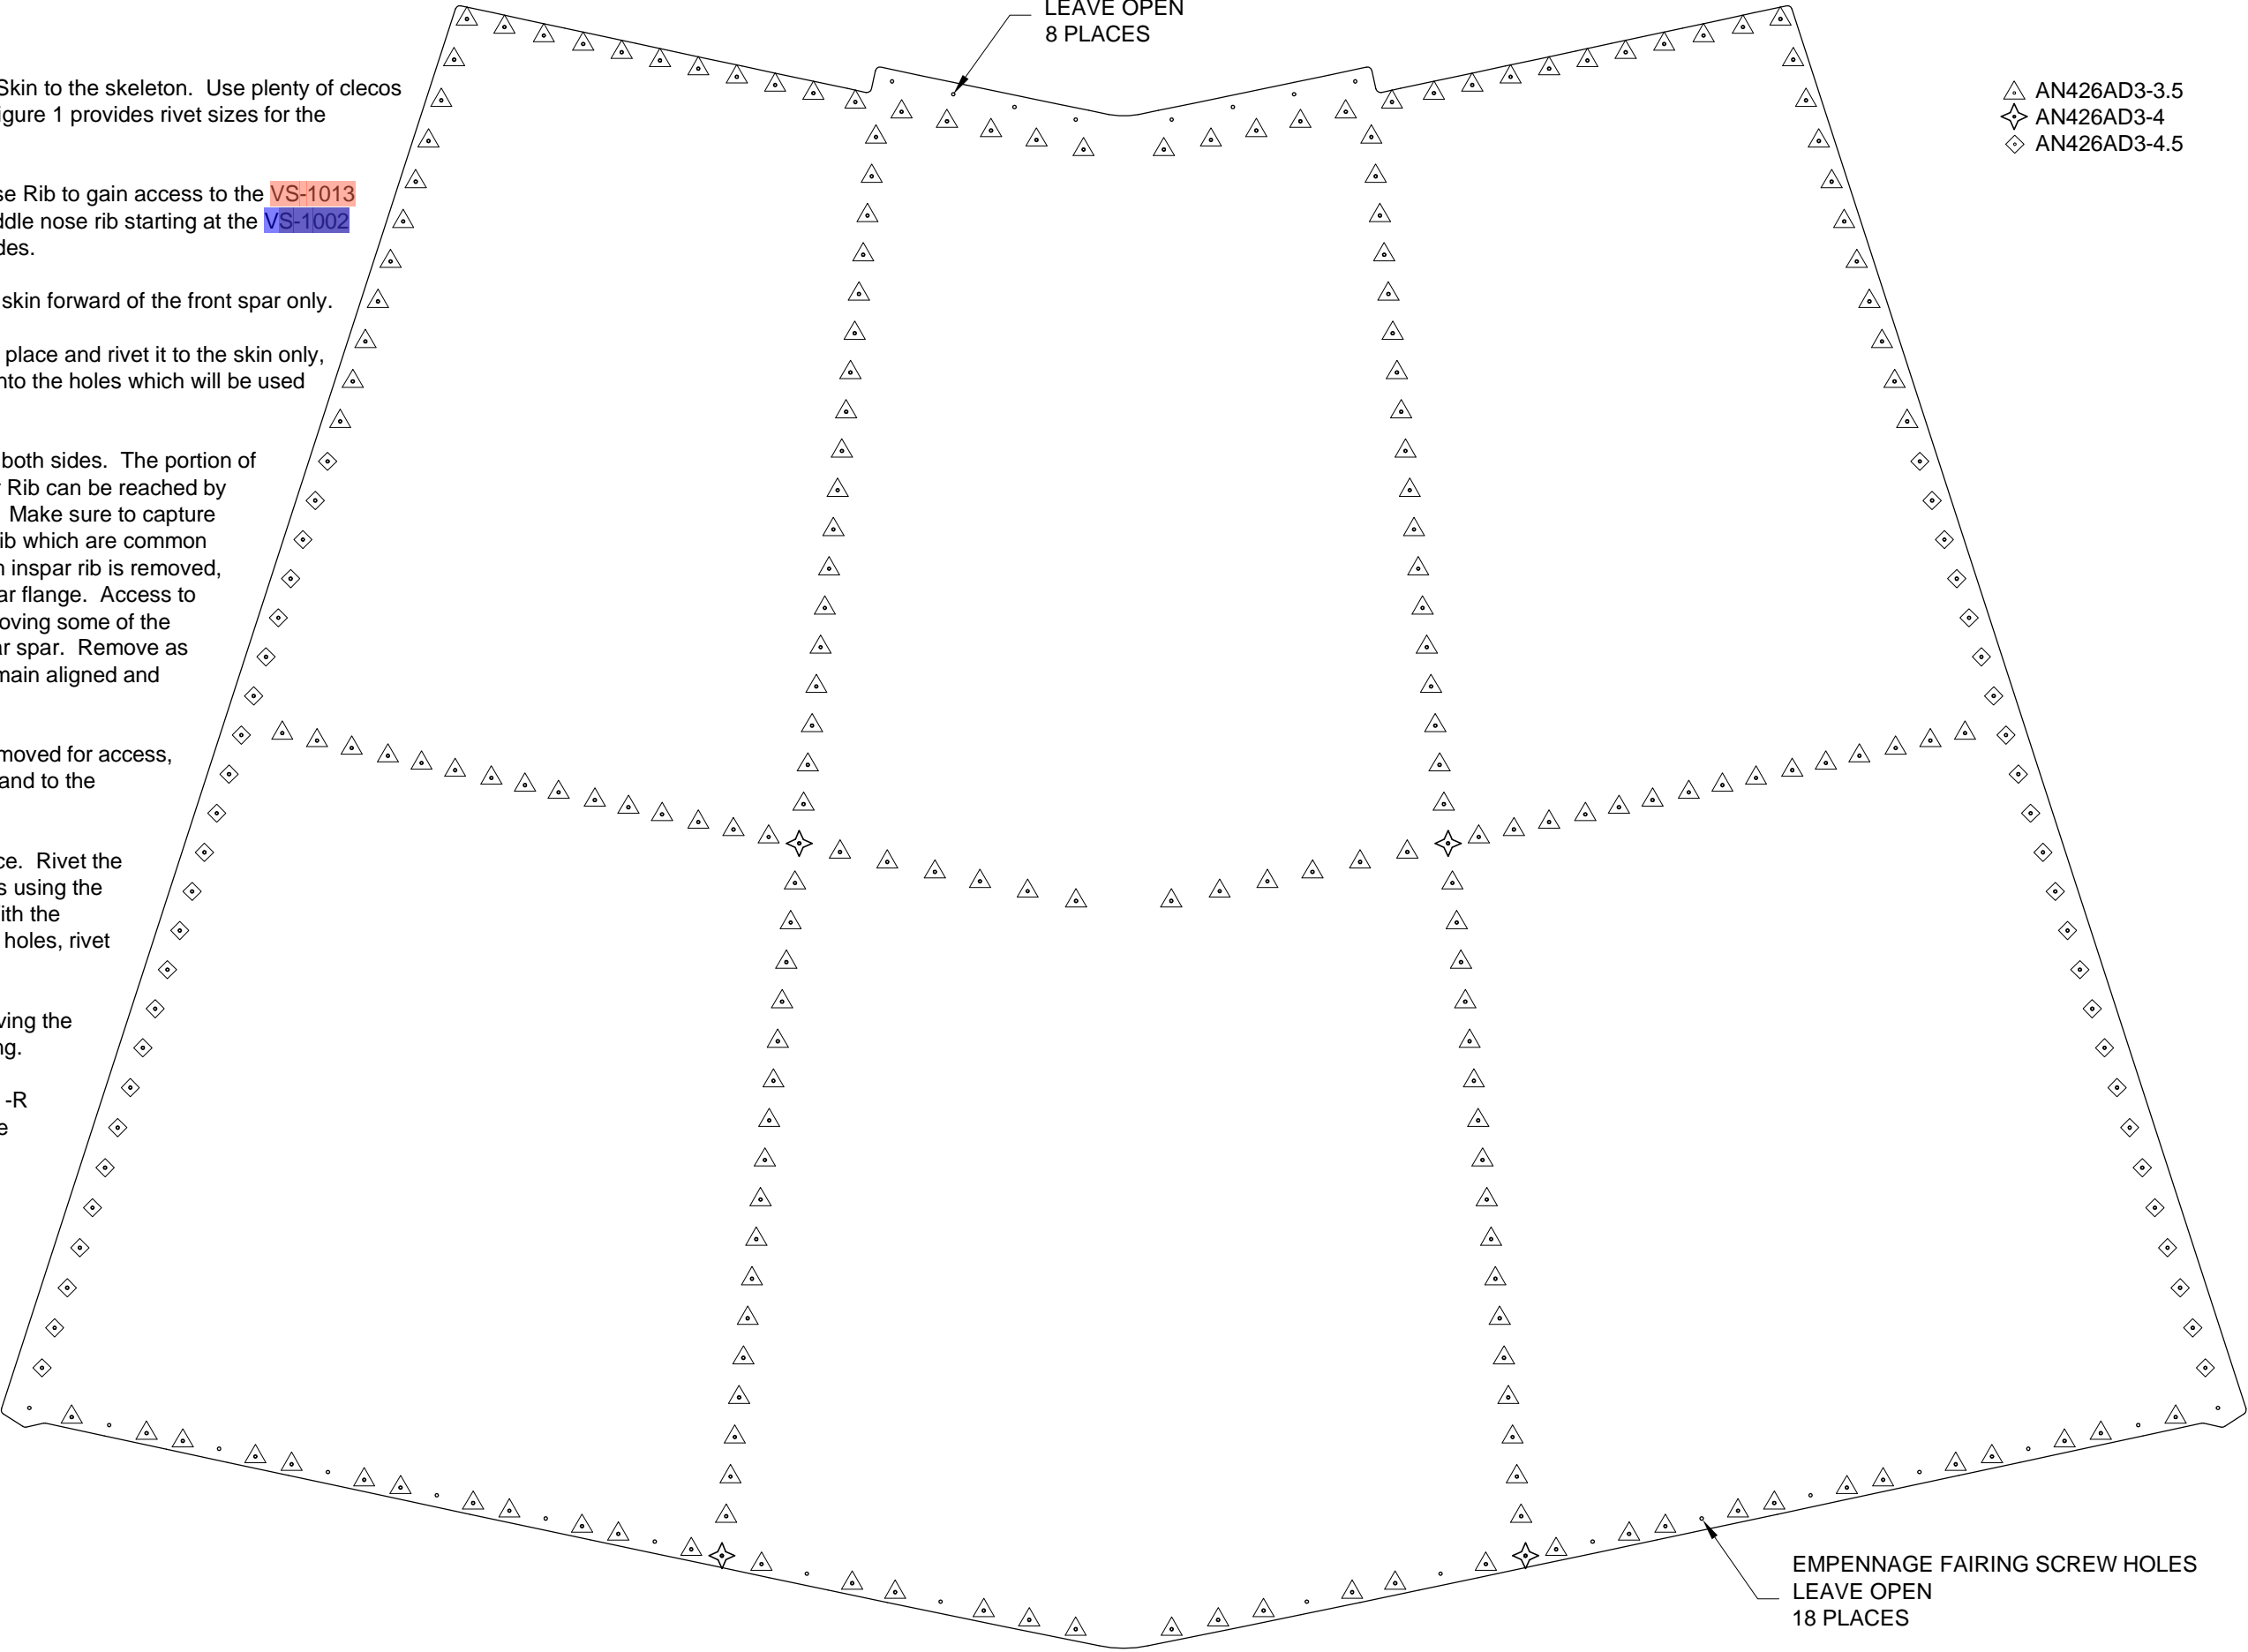 LEAVE OPEN
8 PLACES
Skin to the skeleton. Use plenty of clecos
igure 1 provides rivet sizes for the
se Rib to gain access to the VS-1013
ddle nose rib starting at the VS-1002
des.
skin forward of the front spar only.
place and rivet it to the skin only,
nto the holes which will be used
both sides. The portion of
r Rib can be reached by
Make sure to capture
ib which are common
n inspar rib is removed,
ar flange. Access to
oving some of the
ar spar. Remove as
main aligned and
moved for access,
and to the
ce. Rivet the
s using the
ith the
holes, rivet
ving the
ng.
-R
e
AN426AD3-3.5
AN426AD3-4
AN426AD3-4.5
EMPENNAGE FAIRING SCREW HOLES
LEAVE OPEN
18 PLACES